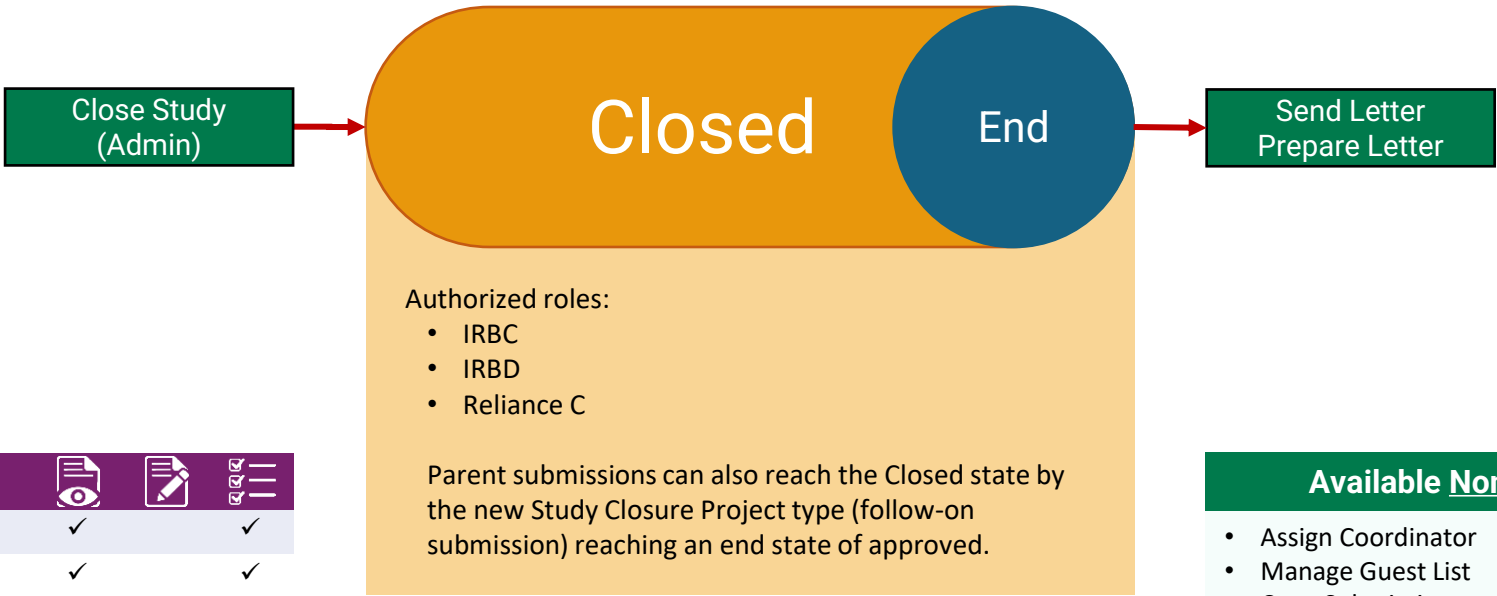 Close Study
(Admin)
Closed
End
Send Letter
Prepare Letter
Authorized roles:
• IRBC
• IRBD
• Reliance C
Parent submissions can also reach the Closed state by
the new Study Closure Project type (follow-on
submission) reaching an end state of approved.
✓ ✓
✓ ✓
Available
• Assign Coordinator
• Manage Guest List